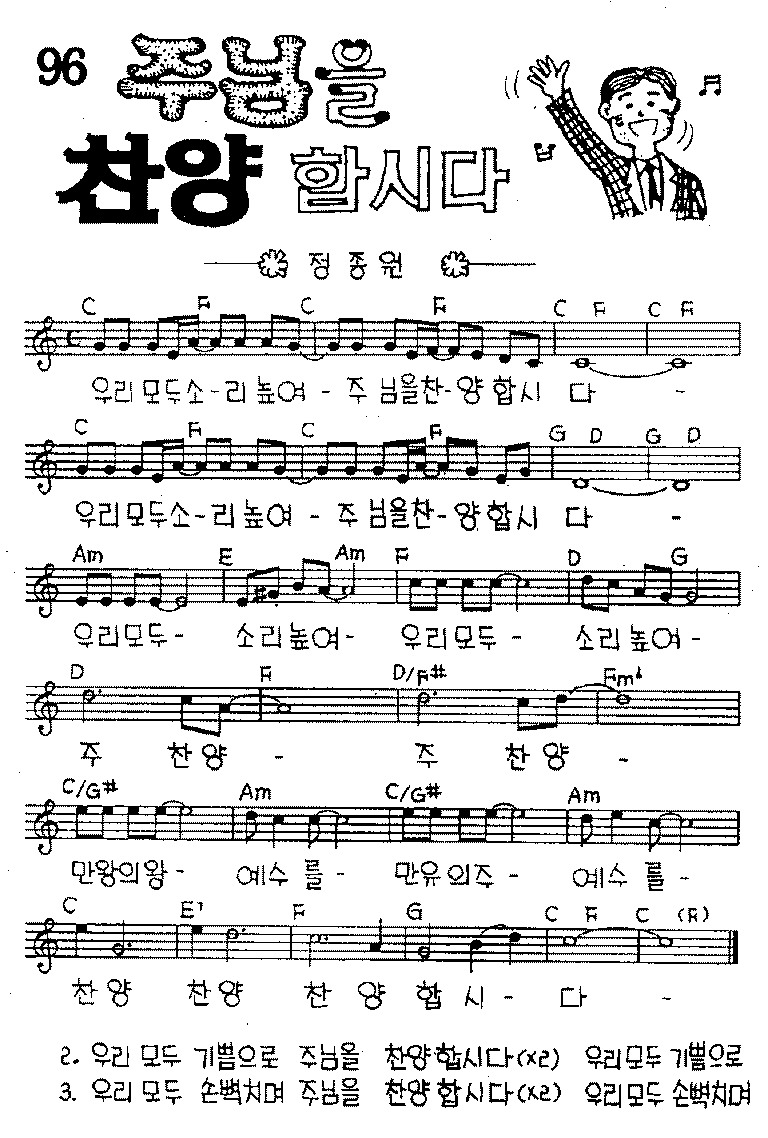 96 주님을
찬양 합시다
정종원
C F C F C F C F
우리모두소-리높여 - 주님을찬-양합시 다 -
C F C F G D G D
우리모두소-리높여 - 주님을찬-양합시 다 -
Am E Am F D G
우리모두- 소리높여- 우리모두- 소리높여-
D F D/F# Fm6
주 찬양 - 주 찬양 -
C/G# Am C/G# Am
만왕의왕- 예수를- 만유의주- 예수를-
C E7 F G C F C (F)
찬양 찬양 찬양 합시- 다 -
2. 우리 모두 기쁨으로 주님을 찬양합시다(x2) 우리모두 기쁨으로
3. 우리 모두 손뼉치며 주님을 찬양합시다(x2) 우리모두 손뼉치며